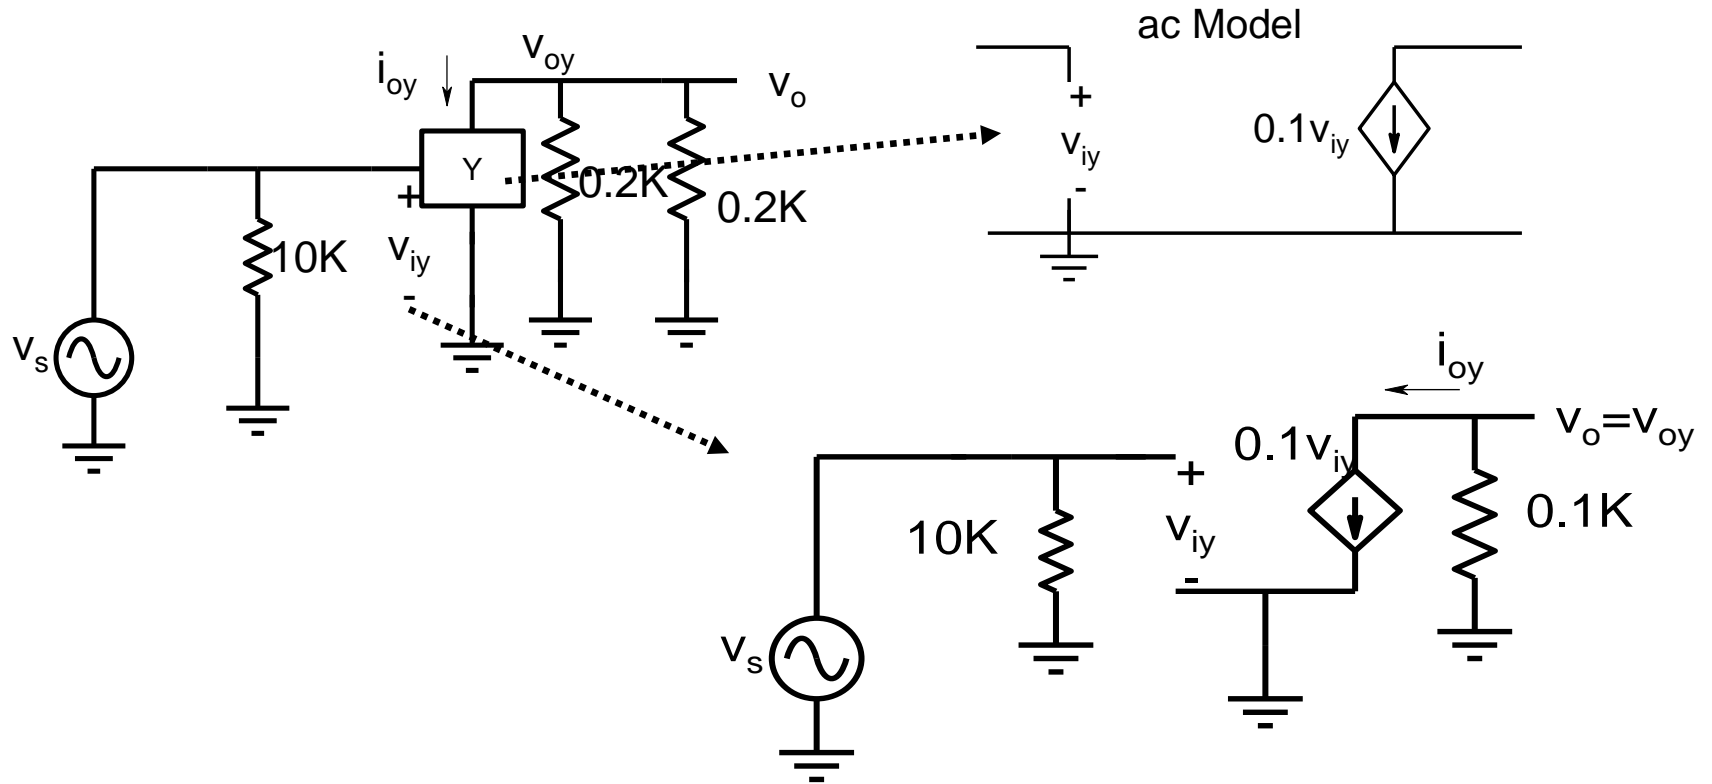 ac Model
v_oy
i_oy
v_o
+
v_iy
-
0.1v_iy
Y
0.2K
0.2K
+
v_iy
-
10K
v_s
i_oy
v_o=v_oy
0.1v_iy
+
v_iy
-
10K
0.1K
v_s